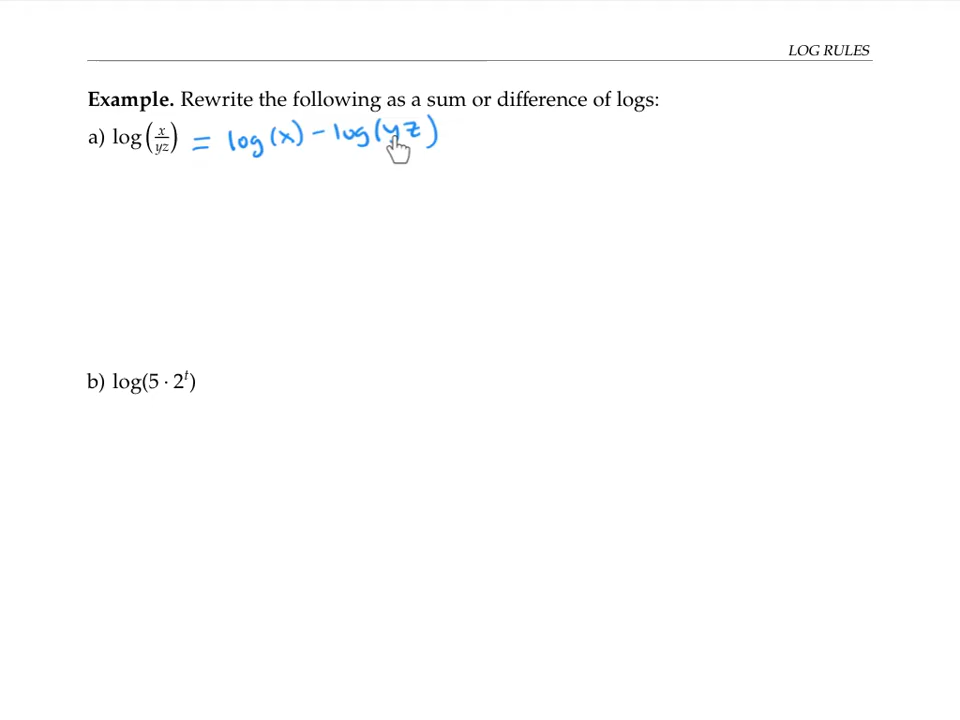 LOG RULES
Example. Rewrite the following as a sum or difference of logs:
a) log(x/yz) = log(x) − log(yz)
b) log(5 · 2^t)